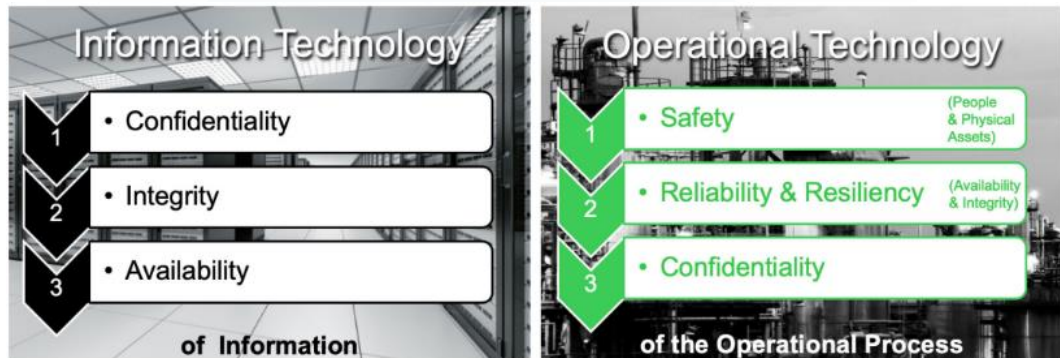 Information Technology
1
• Confidentiality
2
• Integrity
3
• Availability
of Information
Operational Technology
1
• Safety
(People
& Physical
Assets)
2
• Reliability & Resiliency
(Availability
& Integrity)
3
• Confidentiality
of the Operational Process